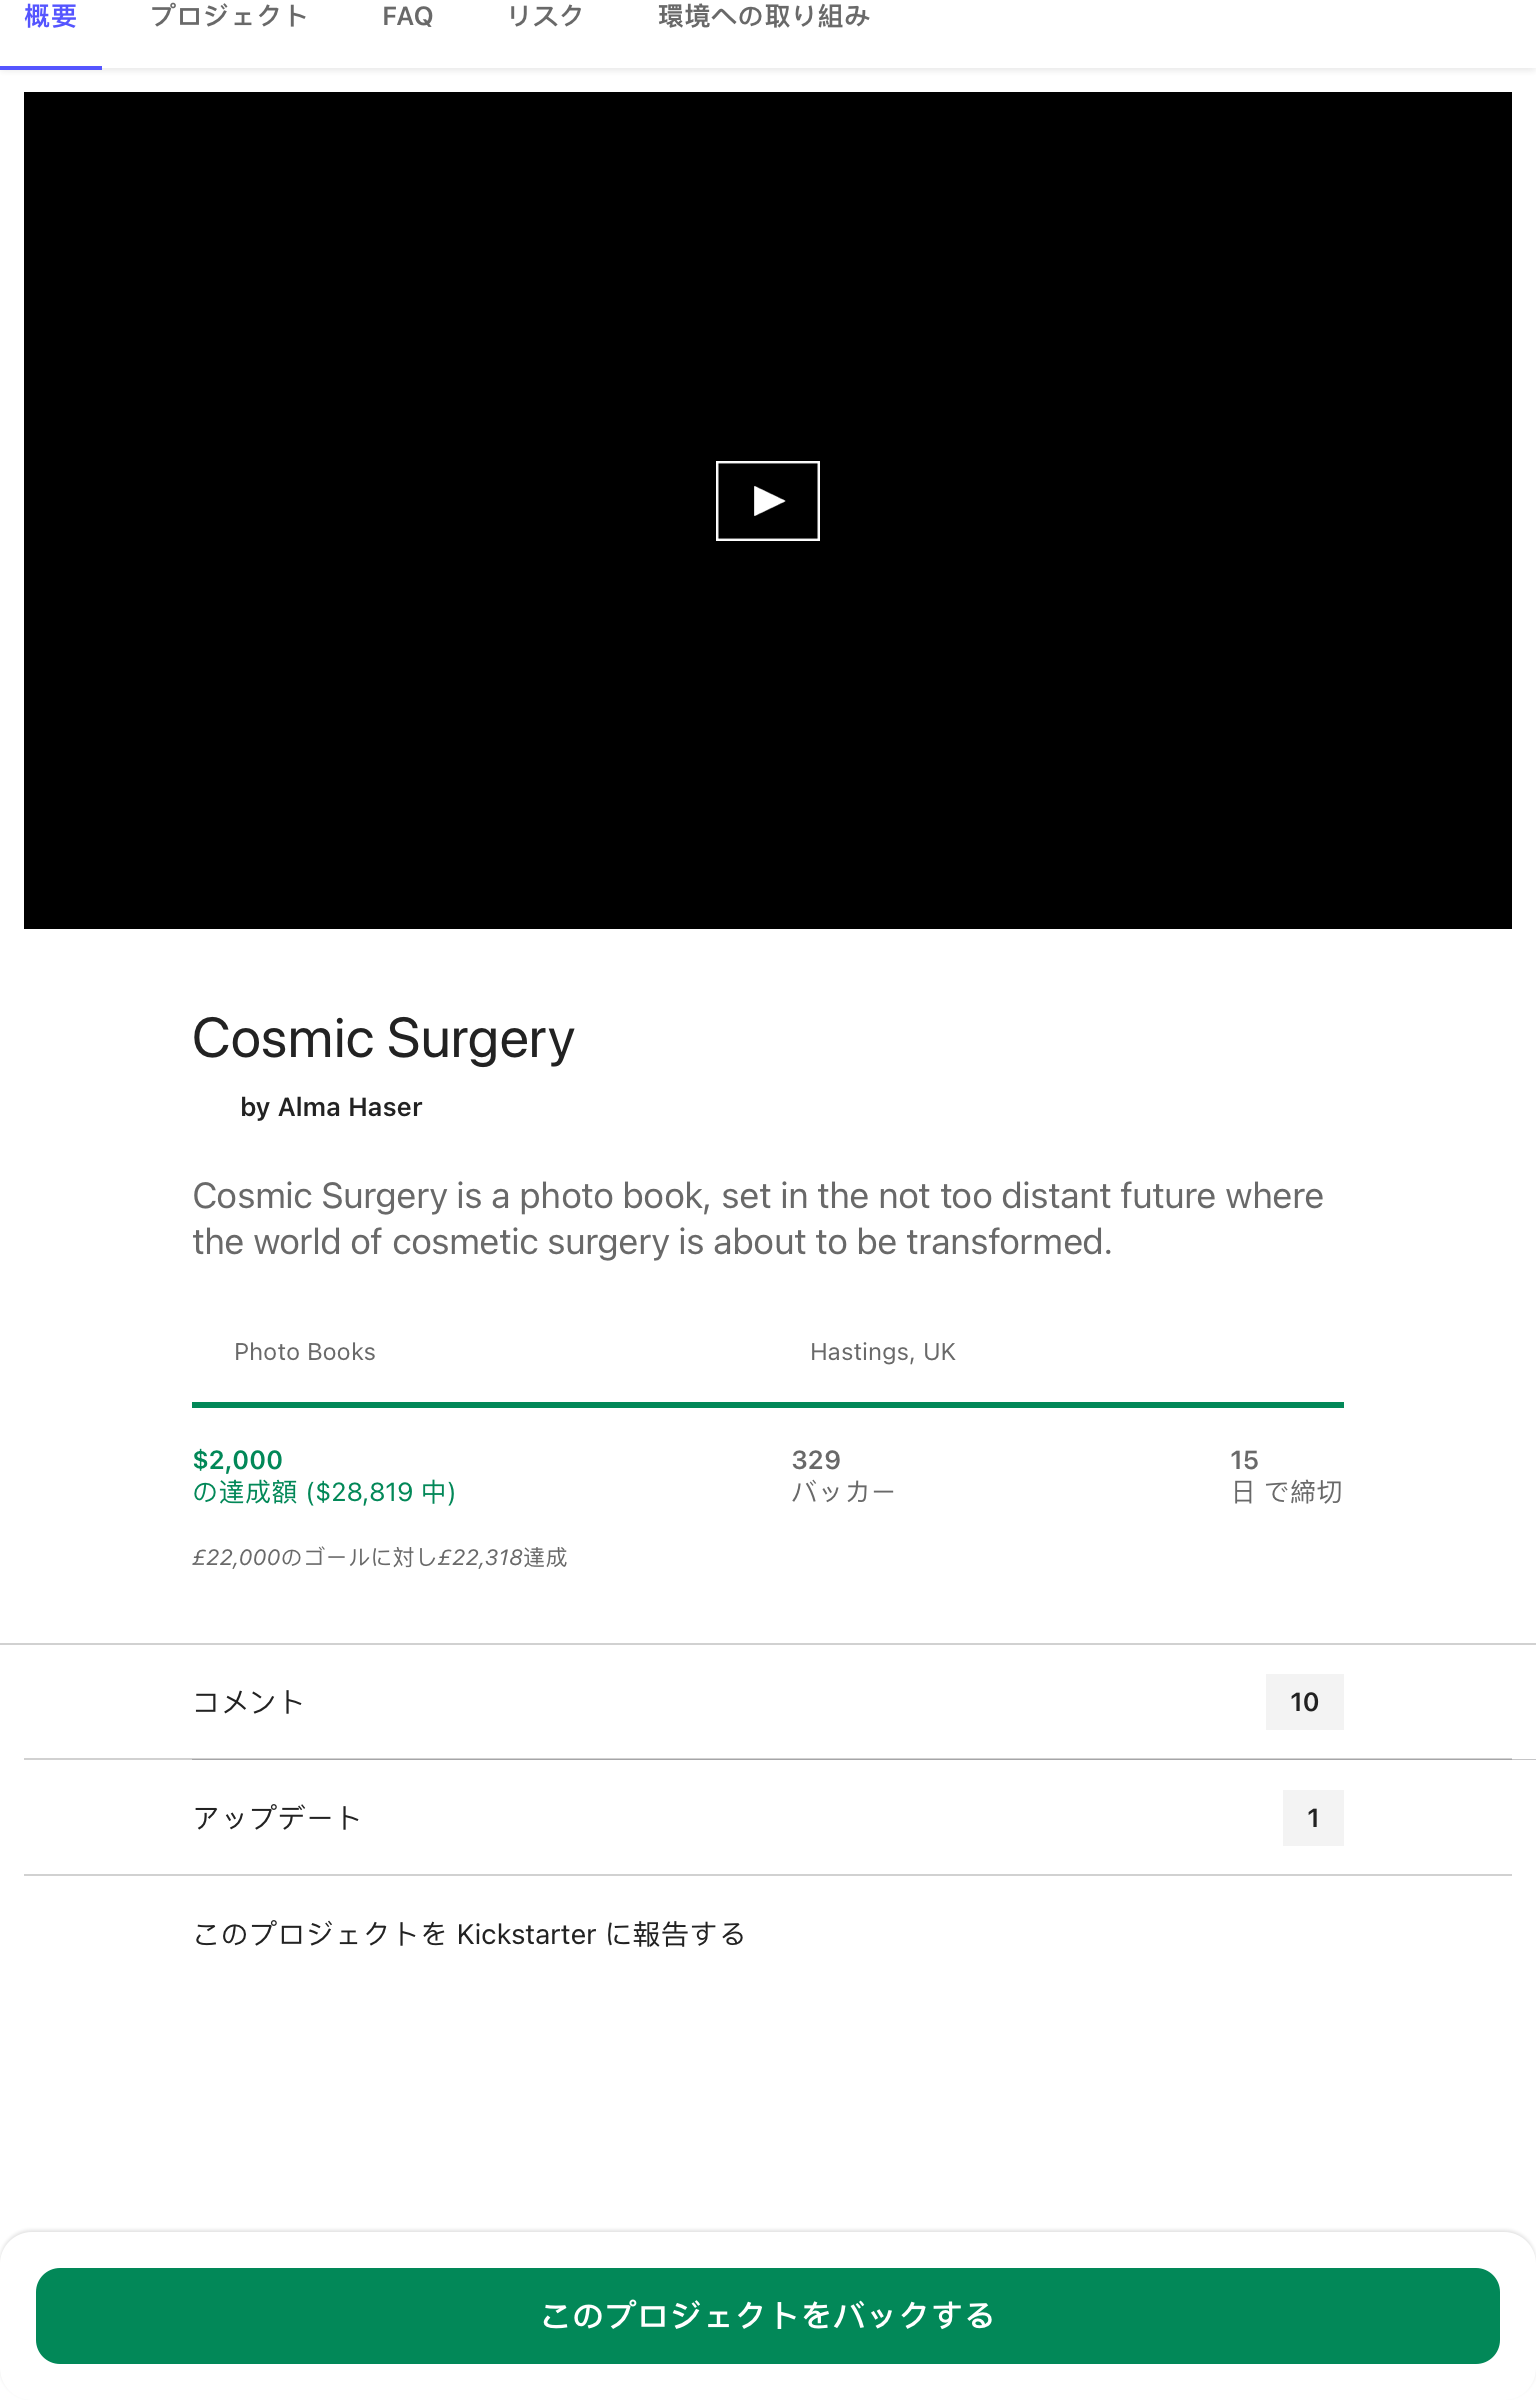 概要 プロジェクト FAQ リスク 環境への取り組み
Cosmic Surgery
by Alma Haser
Cosmic Surgery is a photo book, set in the not too distant future where
the world of cosmetic surgery is about to be transformed.
Photo Books Hastings, UK
$2,000 329 15
の達成額 ($28,819 中) バッカー 日 で締切
£22,000のゴールに対し£22,318達成
コメント 10
アップデート 1
このプロジェクトを Kickstarter に報告する
このプロジェクトをバックする